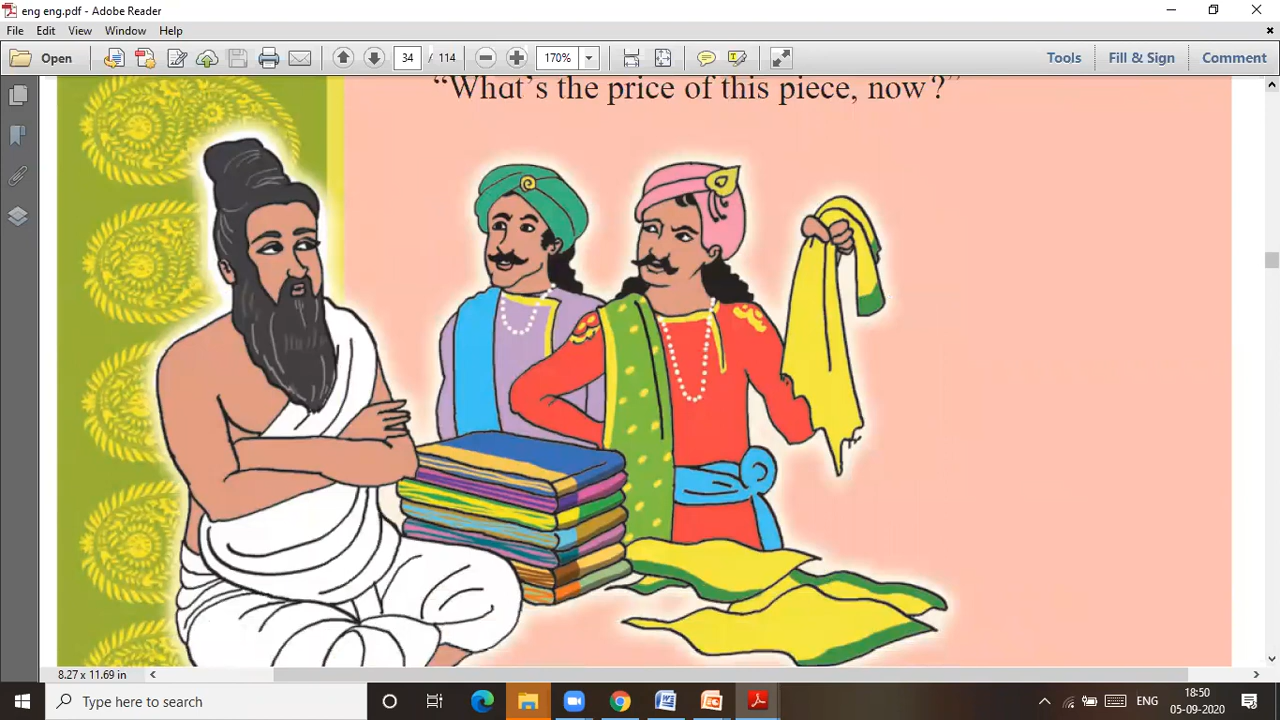 eng eng.pdf - Adobe Reader
File Edit View Window Help
Open 34 / 114 170% Tools Fill & Sign Comment
“What’s the price of this piece, now?”
8.27 x 11.69 in
Type here to search
ENG
18:50
05-09-2020